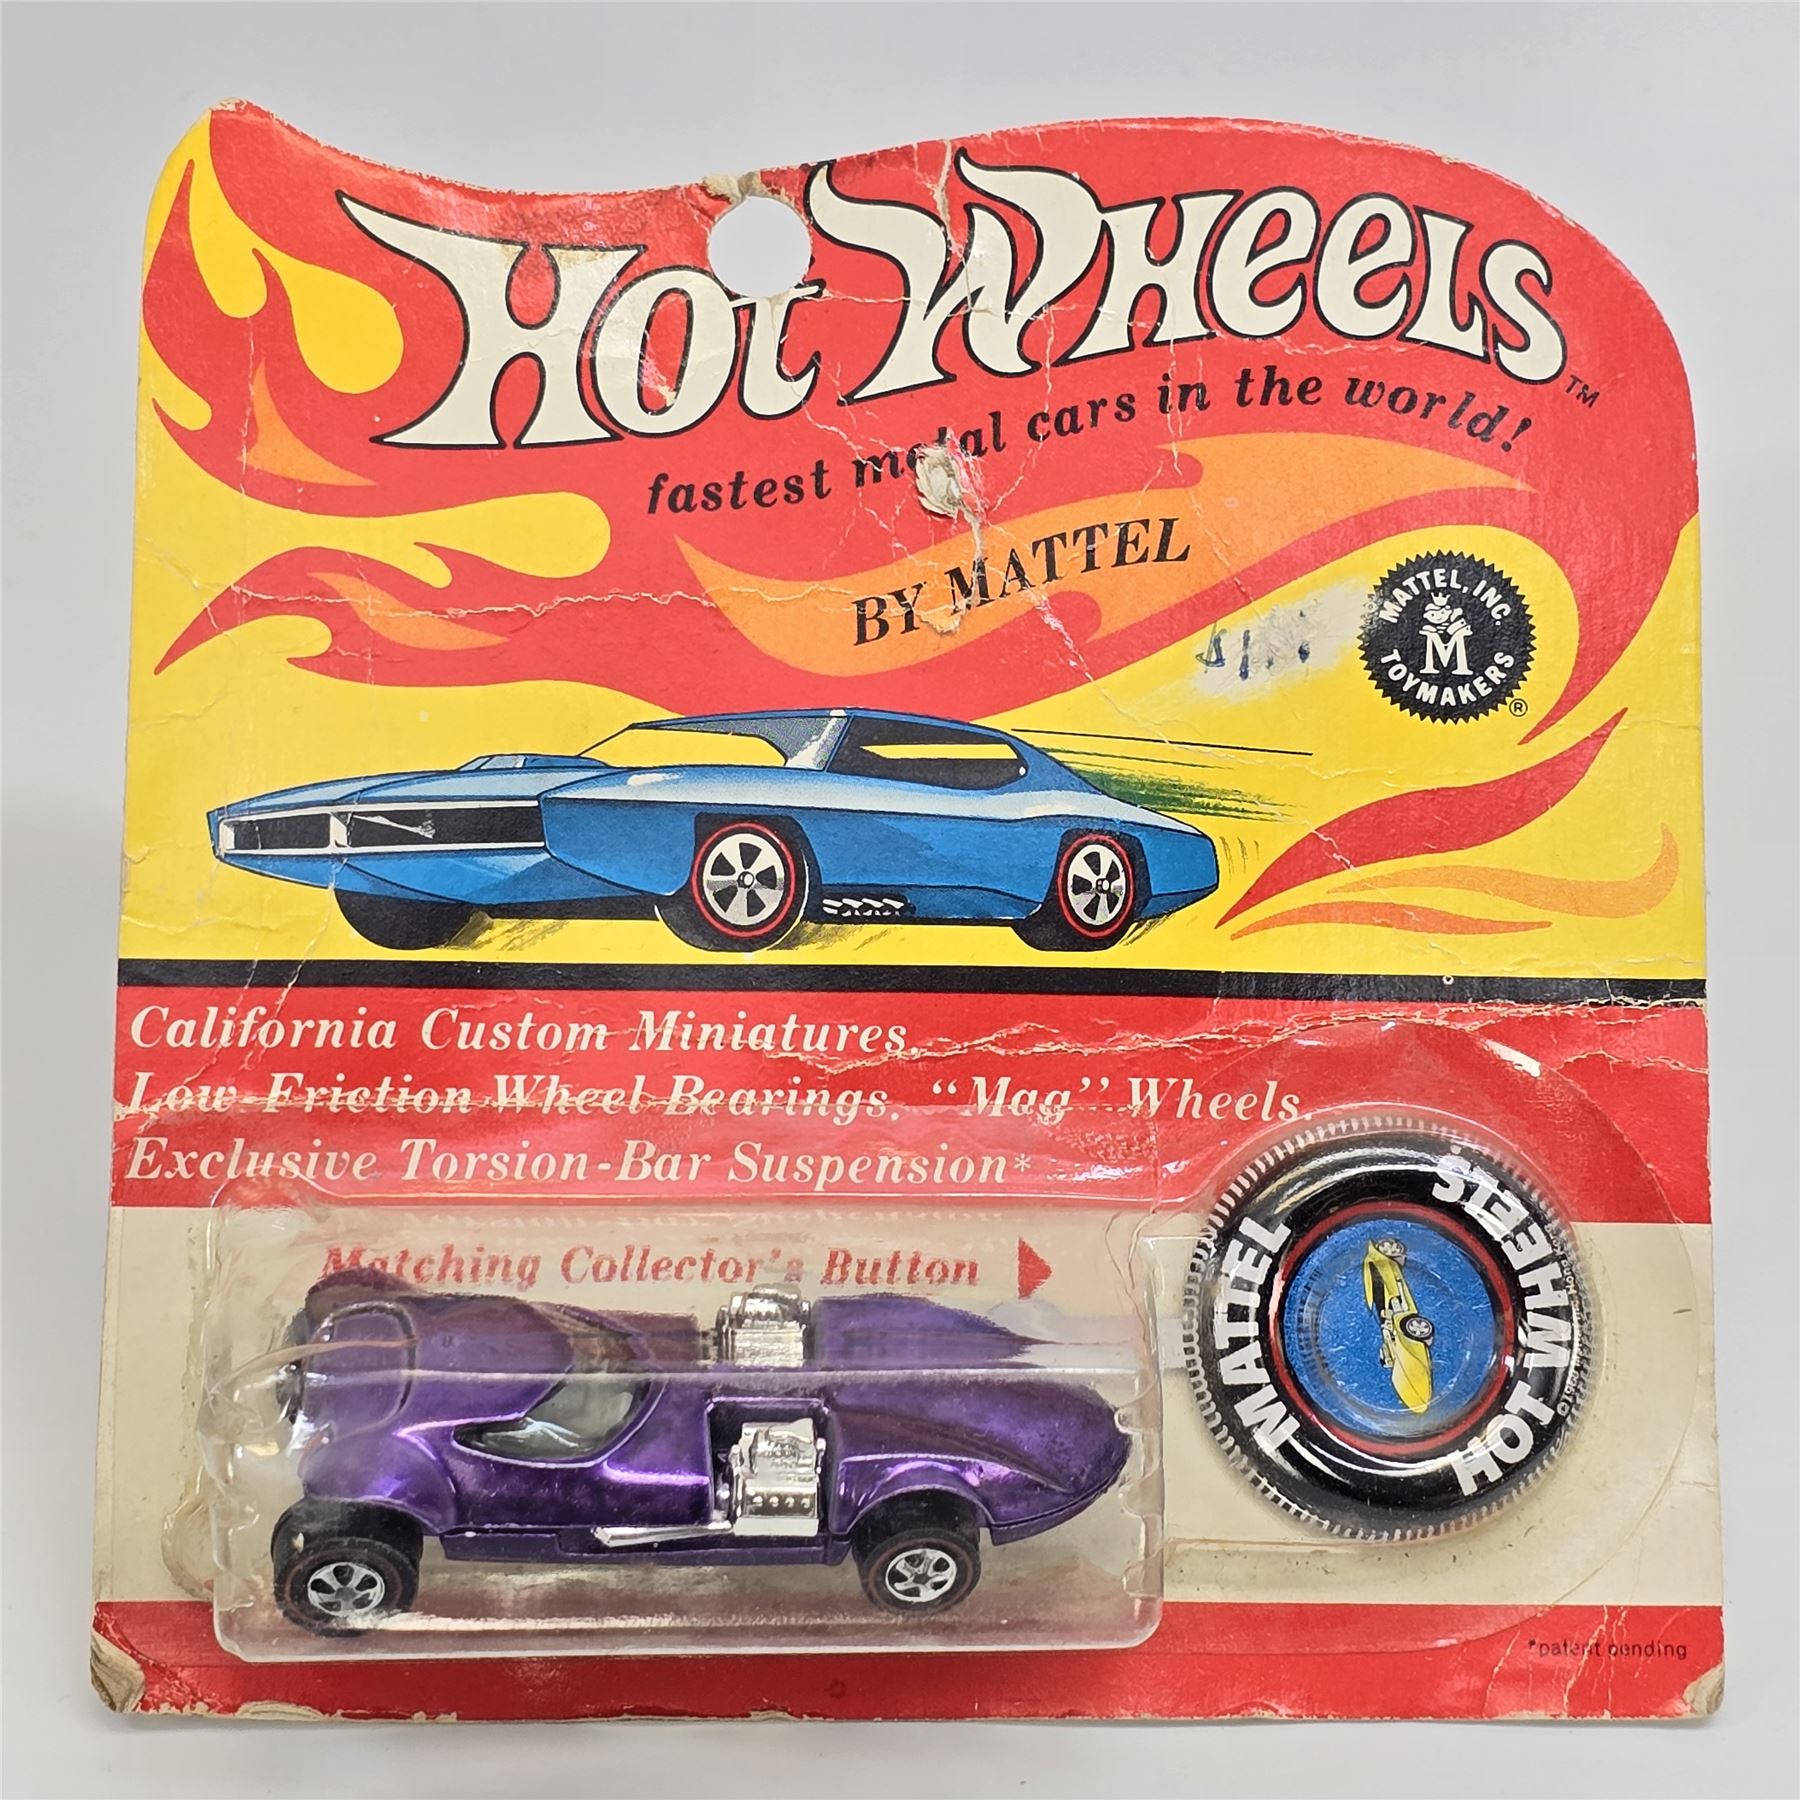 Hot Wheels™
fastest metal cars in the world!
BY MATTEL
MATTEL, INC.
M
TOYMAKERS
®
California Custom Miniatures.
Low Friction Wheel Bearings. “Mag” Wheels.
Exclusive Torsion-Bar Suspension*
Matching Collector's Button
MATTEL
HOT WHEELS
*patent pending